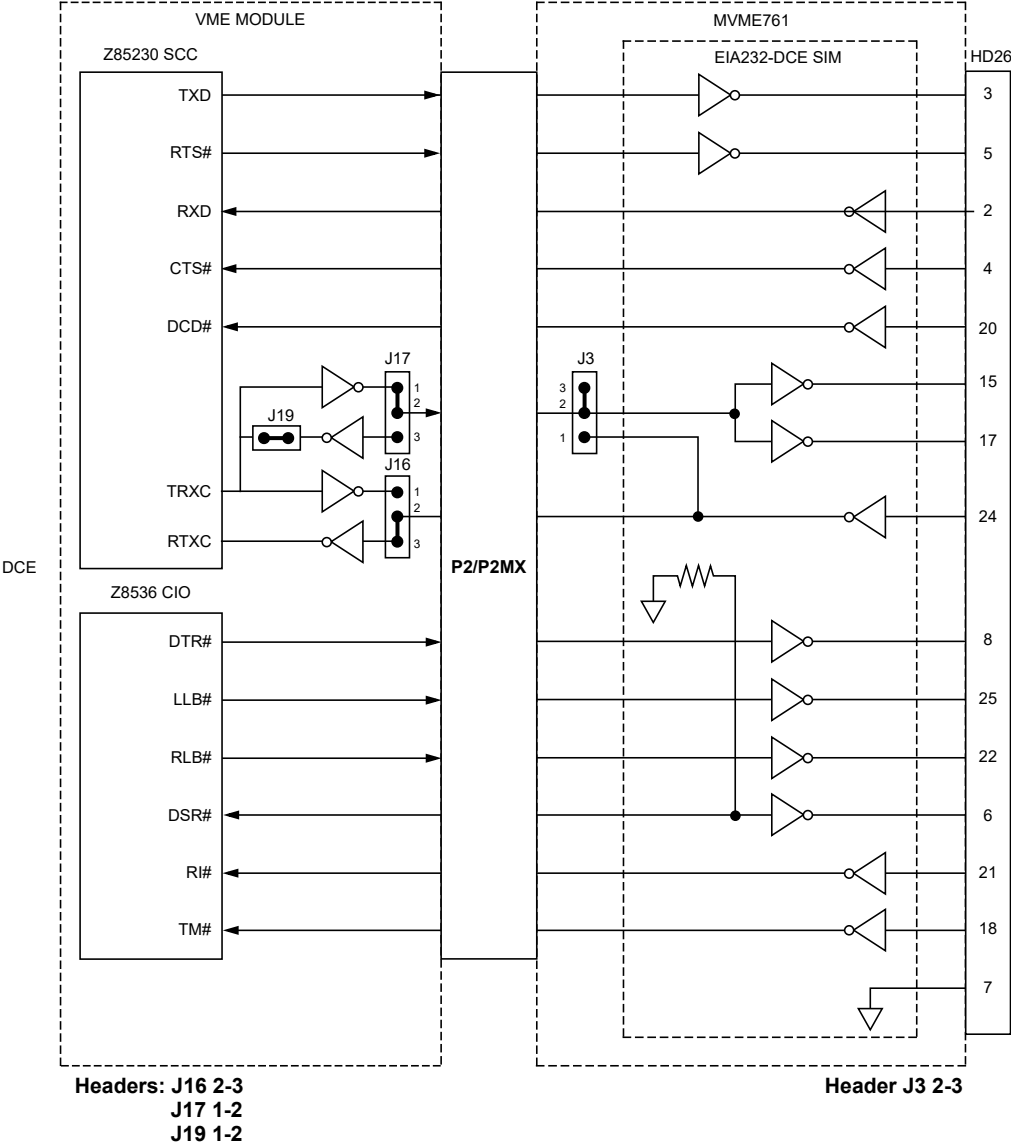 VME MODULE
MVME761
Z85230 SCC
EIA232-DCE SIM
HD26
TXD
3
RTS#
5
RXD
2
CTS#
4
DCD#
20
J17
J3
1
2
3
3
2
1
15
J19
17
J16
TRXC
1
2
3
24
RTXC
DCE
P2/P2MX
Z8536 CIO
DTR#
8
LLB#
25
RLB#
22
DSR#
6
RI#
21
TM#
18
7
Headers: J16 2-3
J17 1-2
J19 1-2
Header J3 2-3